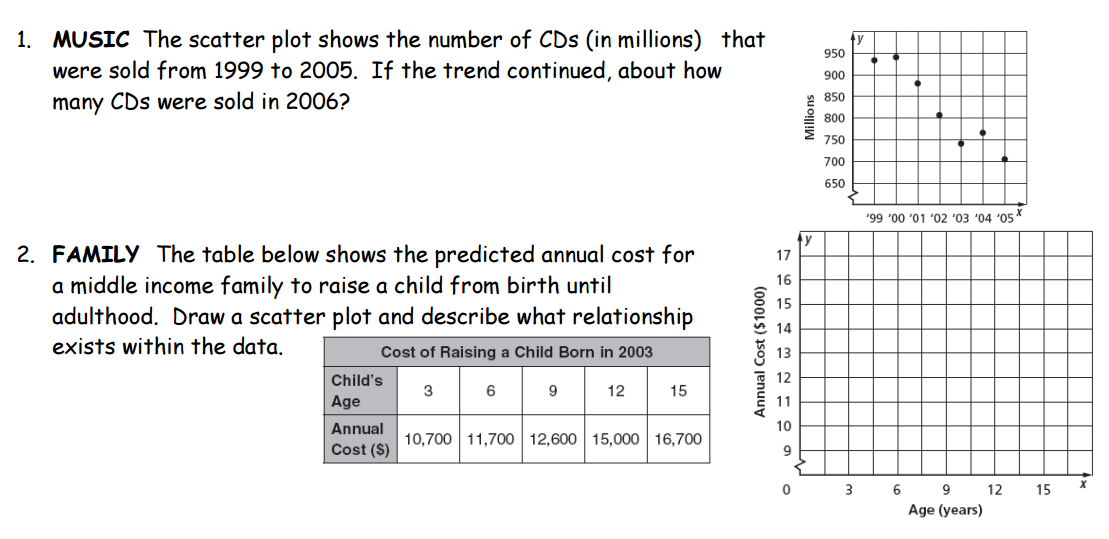 1. MUSIC The scatter plot shows the number of CDs (in millions) that
were sold from 1999 to 2005. If the trend continued, about how
many CDs were sold in 2006?
y
950
900
850
800
750
700
650
Millions
'99 '00 '01 '02 '03 '04 '05 x
2. FAMILY The table below shows the predicted annual cost for
a middle income family to raise a child from birth until
adulthood. Draw a scatter plot and describe what relationship
exists within the data.
Cost of Raising a Child Born in 2003
Child's
Age
3 6 9 12 15
Annual
Cost ($)
10,700 11,700 12,600 15,000 16,700
y
17
16
15
14
13
12
11
10
9
Annual Cost ($1000)
0 3 6 9 12 15 x
Age (years)